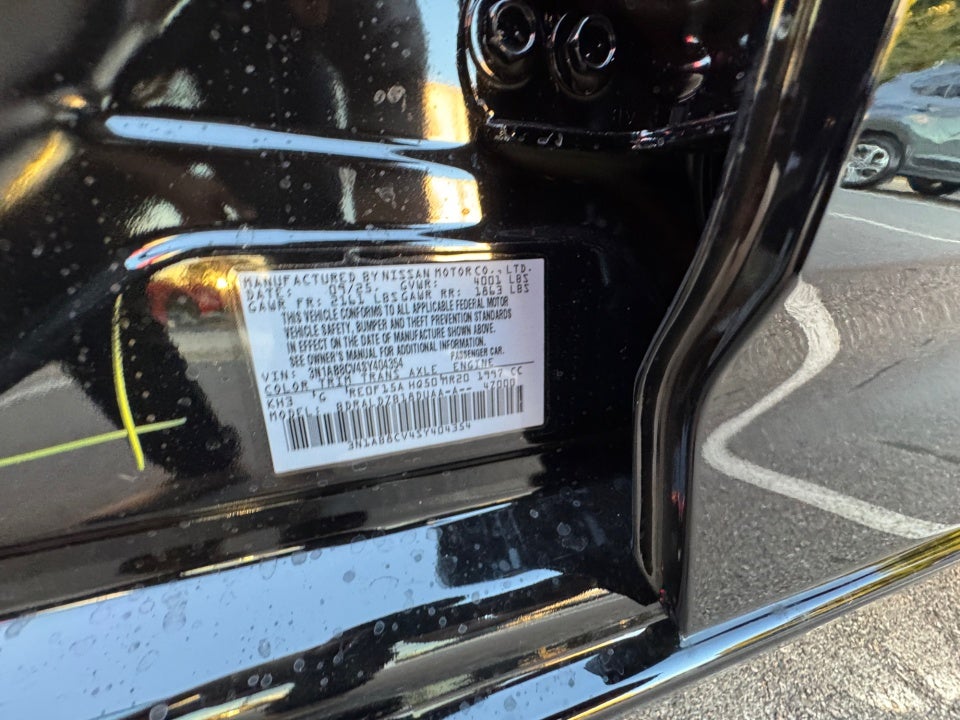 MANUFACTURED BY NISSAN MOTOR CO., LTD.
DATE: 09/25 GVWR: 4001 LBS
GAWR FR: 2161 LBS GAWR RR: 1863 LBS
THIS VEHICLE CONFORMS TO ALL APPLICABLE FEDERAL MOTOR
VEHICLE SAFETY, BUMPER AND THEFT PREVENTION STANDARDS
IN EFFECT ON THE DATE OF MANUFACTURE SHOWN ABOVE.
SEE OWNER'S MANUAL FOR ADDITIONAL INFORMATION.
VIN: 3N1AB8CV4SY404354 PASSENGER CAR.
COLOR TRIM TRANS AXLE ENGINE
KH3 G RE0F15A HQ50 MR20 1997 CC
MODEL: 47000
3N1AB8CV4SY404354